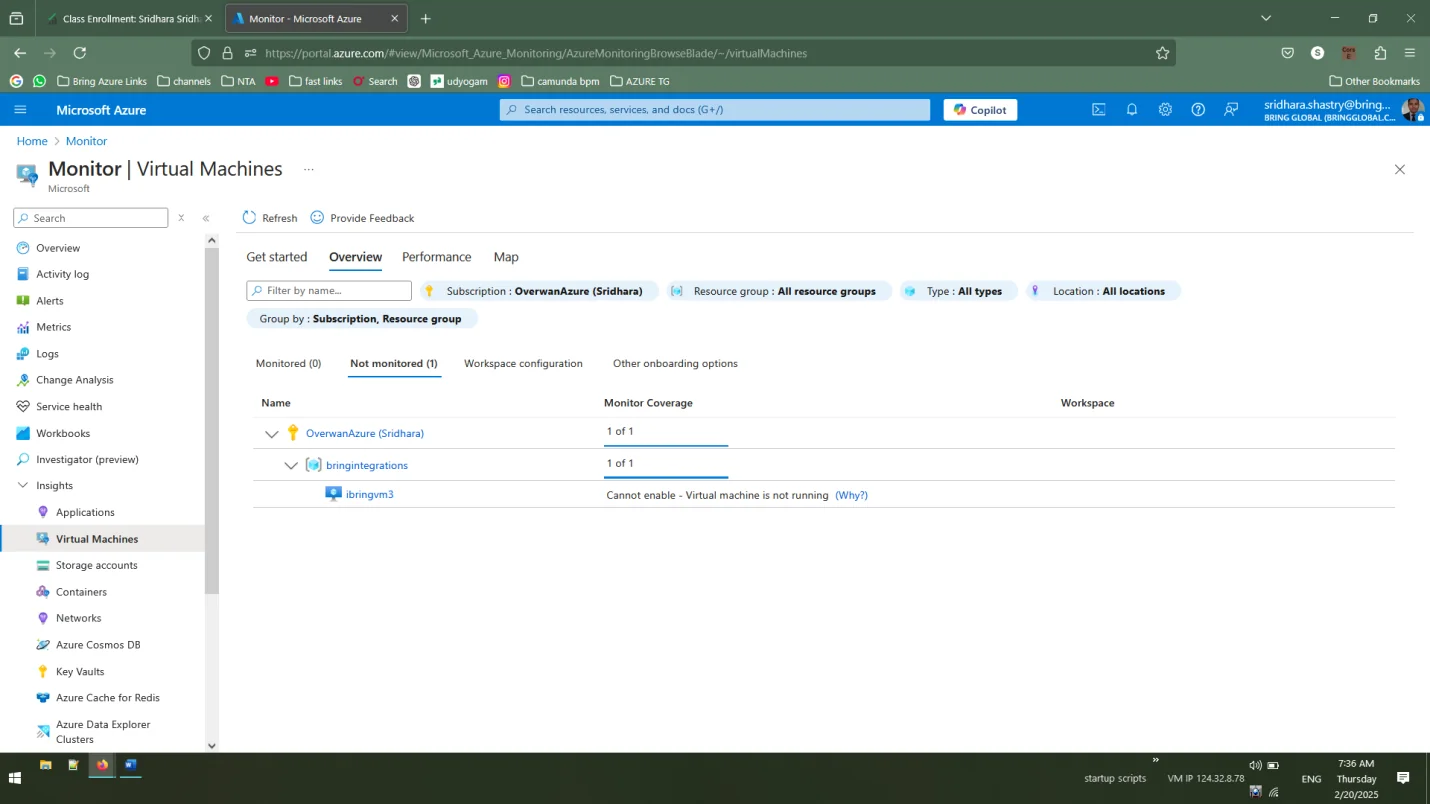 Class Enrollment: Sridhara Sridh
Monitor - Microsoft Azure
https://portal.azure.com/#view/Microsoft_Azure_Monitoring/AzureMonitoringBrowseBlade/~/virtualMachines
Bring Azure Links channels NTA fast links Search udyogam camunda bpm AZURE TG Other Bookmarks
Microsoft Azure Search resources, services, and docs (G+/) Copilot sridhara.shastry@bring...
BRING GLOBAL (BRINGGLOBAL.C...
Home > Monitor
Monitor | Virtual Machines ...
Microsoft
Search
Refresh Provide Feedback
Overview
Activity log
Alerts
Metrics
Logs
Change Analysis
Service health
Workbooks
Investigator (preview)
Insights
Applications
Virtual Machines
Storage accounts
Containers
Networks
Azure Cosmos DB
Key Vaults
Azure Cache for Redis
Azure Data Explorer
Clusters
Get started Overview Performance Map
Filter by name... Subscription : OverwanAzure (Sridhara) Resource group : All resource groups Type : All types Location : All locations
Group by : Subscription, Resource group
Monitored (0) Not monitored (1) Workspace configuration Other onboarding options
Name Monitor Coverage Workspace
OverwanAzure (Sridhara) 1 of 1
bringintegrations 1 of 1
ibringvm3 Cannot enable - Virtual machine is not running (Why?)
startup scripts VM IP 124.32.8.78 ENG
7:36 AM
Thursday
2/20/2025